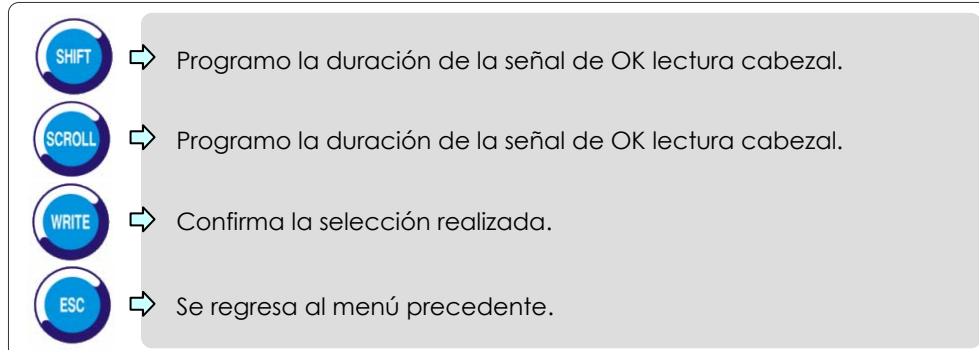 SHIFT Programo la duración de la señal de OK lectura cabezal.
SCROLL Programo la duración de la señal de OK lectura cabezal.
WRITE Confirma la selección realizada.
ESC Se regresa al menú precedente.